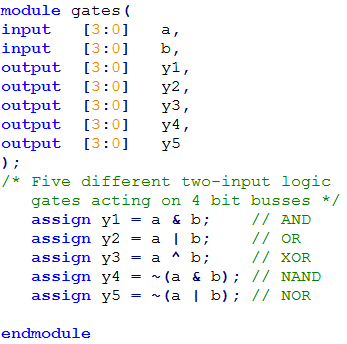 module gates(
input   [3:0]   a,
input   [3:0]   b,
output  [3:0]   y1,
output  [3:0]   y2,
output  [3:0]   y3,
output  [3:0]   y4,
output  [3:0]   y5
);
/* Five different two-input logic
   gates acting on 4 bit busses */
   assign y1 = a & b;    // AND
   assign y2 = a | b;    // OR
   assign y3 = a ^ b;    // XOR
   assign y4 = ~(a & b); // NAND
   assign y5 = ~(a | b); // NOR
endmodule